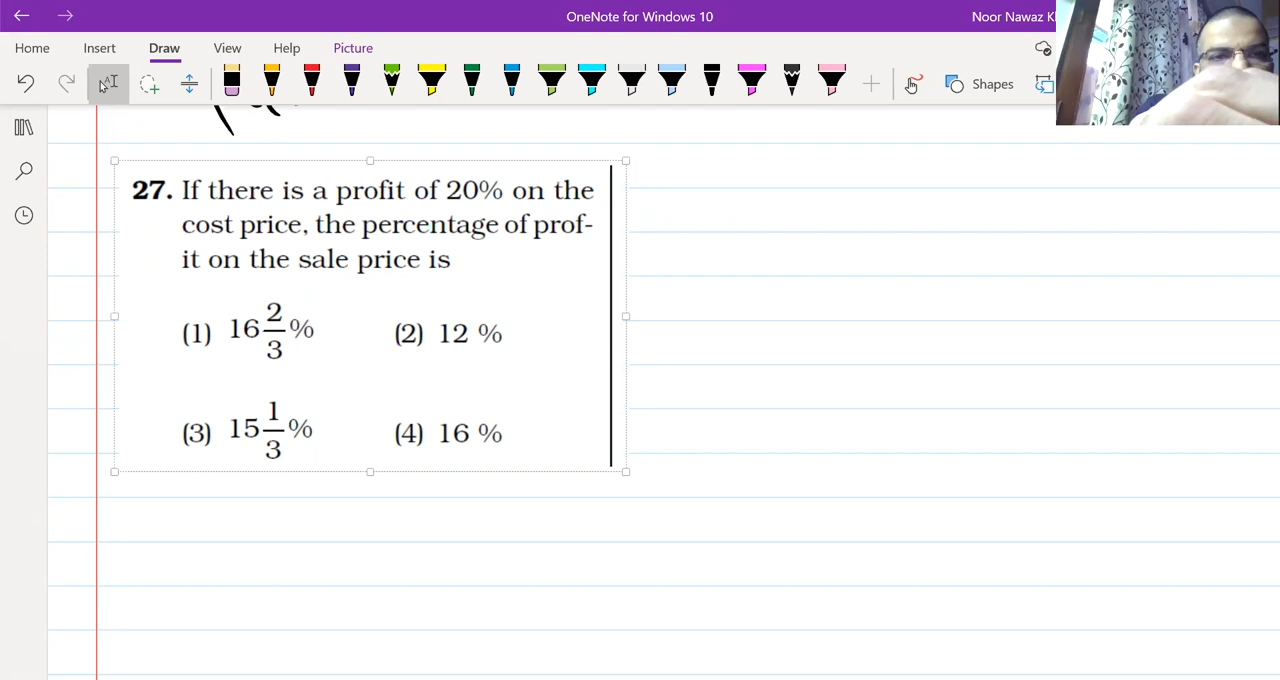 OneNote for Windows 10
Noor Nawaz Kh
Home Insert Draw View Help Picture
Shapes
27. If there is a profit of 20% on the
cost price, the percentage of prof-
it on the sale price is
(1) 16 2/3 % (2) 12 %
(3) 15 1/3 % (4) 16 %